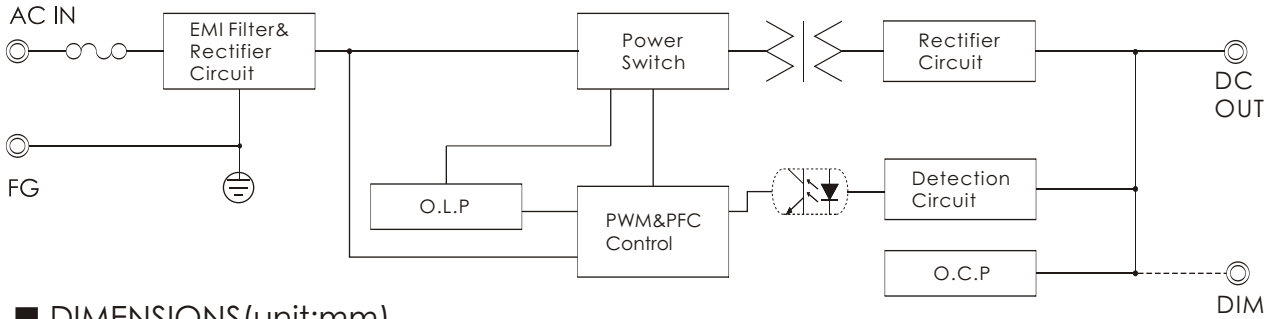 AC IN
EMI Filter&
Rectifier
Circuit
Power
Switch
Rectifier
Circuit
DC
OUT
FG
O.L.P
PWM&PFC
Control
Detection
Circuit
O.C.P
DIM
■ DIMENSIONS(unit:mm)